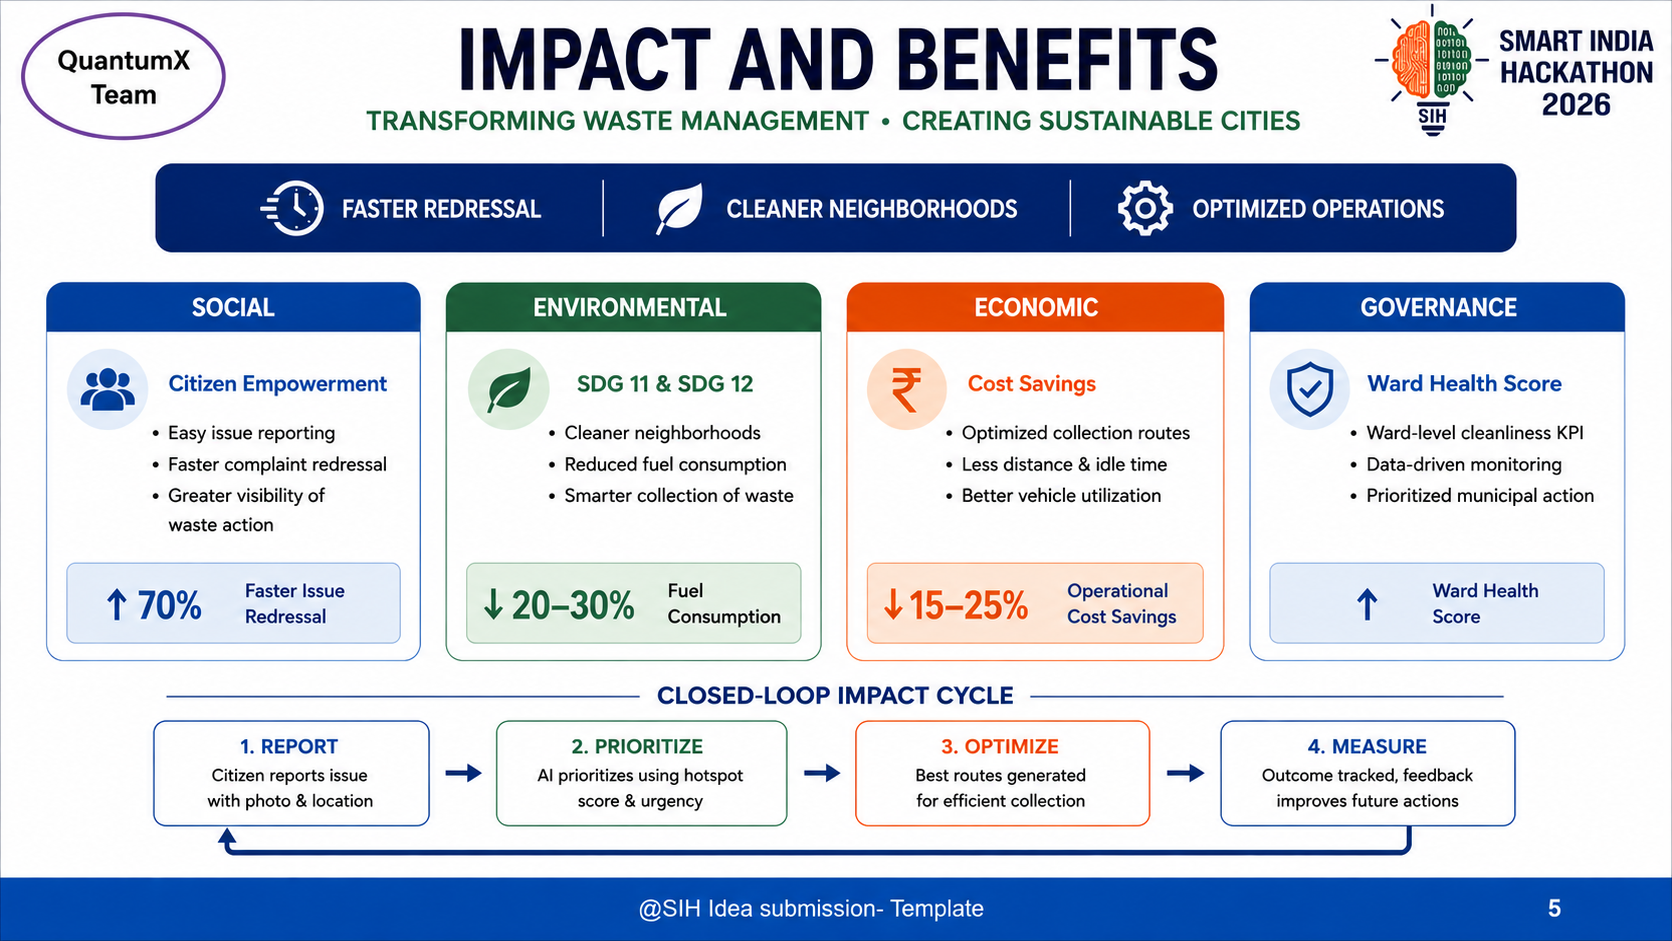 QuantumX
Team
IMPACT AND BENEFITS
TRANSFORMING WASTE MANAGEMENT • CREATING SUSTAINABLE CITIES
SIH
SMART INDIA
HACKATHON
2026
FASTER REDRESSAL
CLEANER NEIGHBORHOODS
OPTIMIZED OPERATIONS
SOCIAL
Citizen Empowerment
• Easy issue reporting
• Faster complaint redressal
• Greater visibility of
waste action
↑ 70%
Faster Issue
Redressal
ENVIRONMENTAL
SDG 11 & SDG 12
• Cleaner neighborhoods
• Reduced fuel consumption
• Smarter collection of waste
↓ 20–30%
Fuel
Consumption
ECONOMIC
₹
Cost Savings
• Optimized collection routes
• Less distance & idle time
• Better vehicle utilization
↓ 15–25%
Operational
Cost Savings
GOVERNANCE
Ward Health Score
• Ward-level cleanliness KPI
• Data-driven monitoring
• Prioritized municipal action
↑
Ward Health
Score
CLOSED-LOOP IMPACT CYCLE
1. REPORT
Citizen reports issue
with photo & location
2. PRIORITIZE
AI prioritizes using hotspot
score & urgency
3. OPTIMIZE
Best routes generated
for efficient collection
4. MEASURE
Outcome tracked, feedback
improves future actions
@SIH Idea submission- Template
5